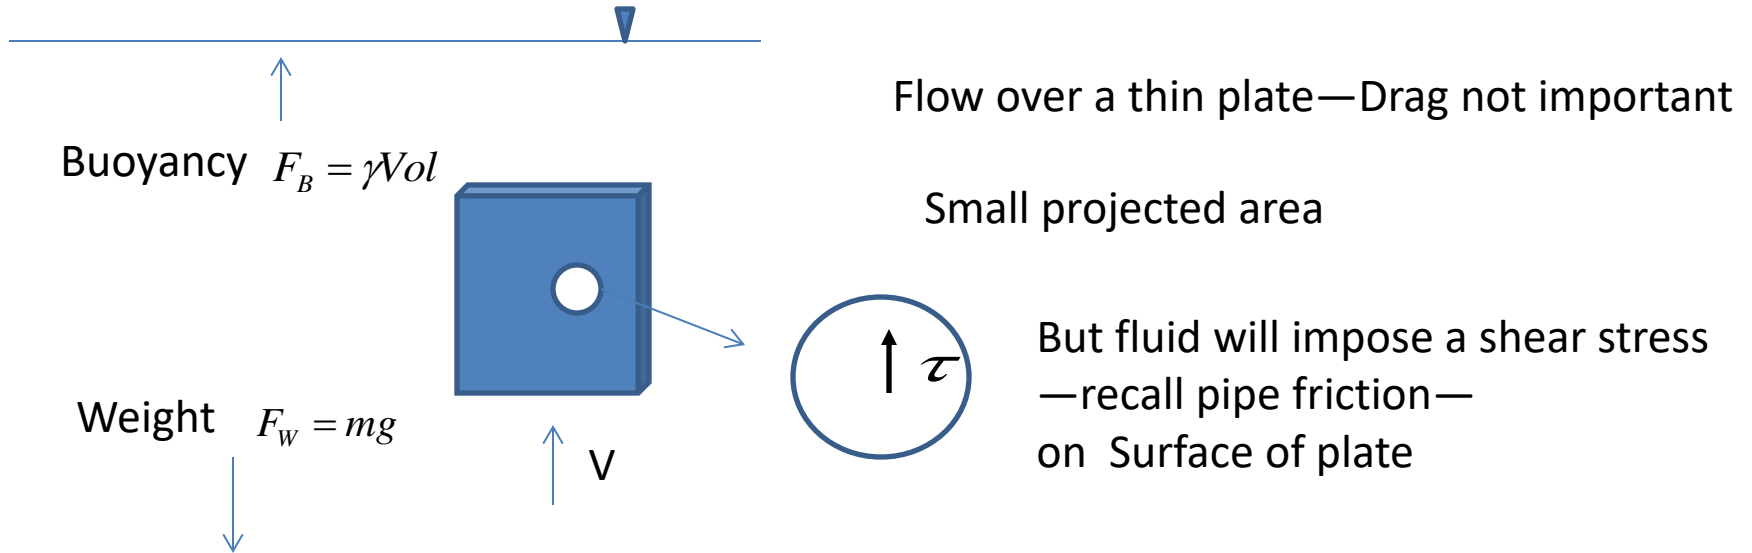 Flow over a thin plate—Drag not important
Buoyancy F_B = γVol
Small projected area
But fluid will impose a shear stress
—recall pipe friction—
on Surface of plate
τ
Weight F_W = mg
V